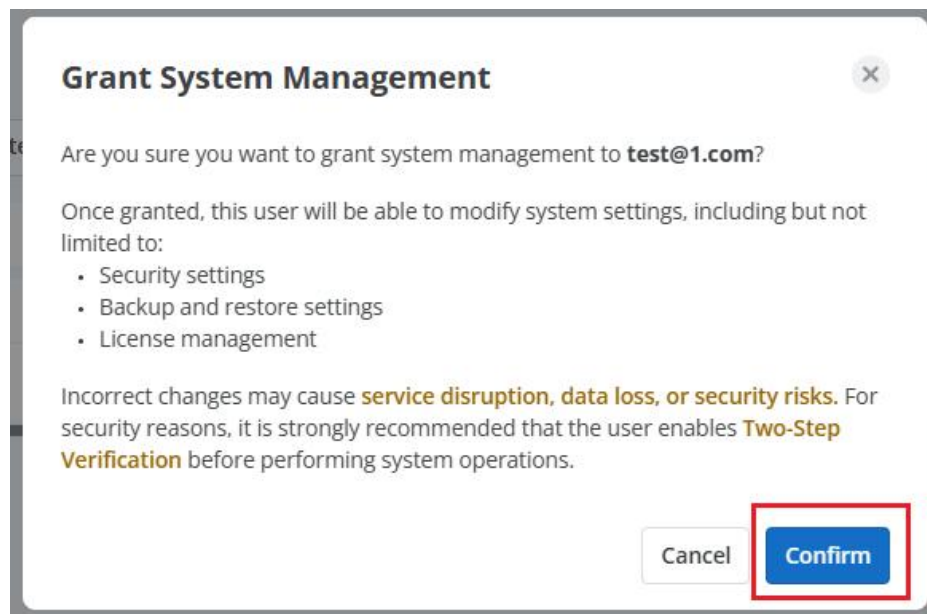 Grant System Management
Are you sure you want to grant system management to test@1.com?
Once granted, this user will be able to modify system settings, including but not
limited to:
• Security settings
• Backup and restore settings
• License management
Incorrect changes may cause service disruption, data loss, or security risks. For
security reasons, it is strongly recommended that the user enables Two-Step
Verification before performing system operations.
Cancel Confirm